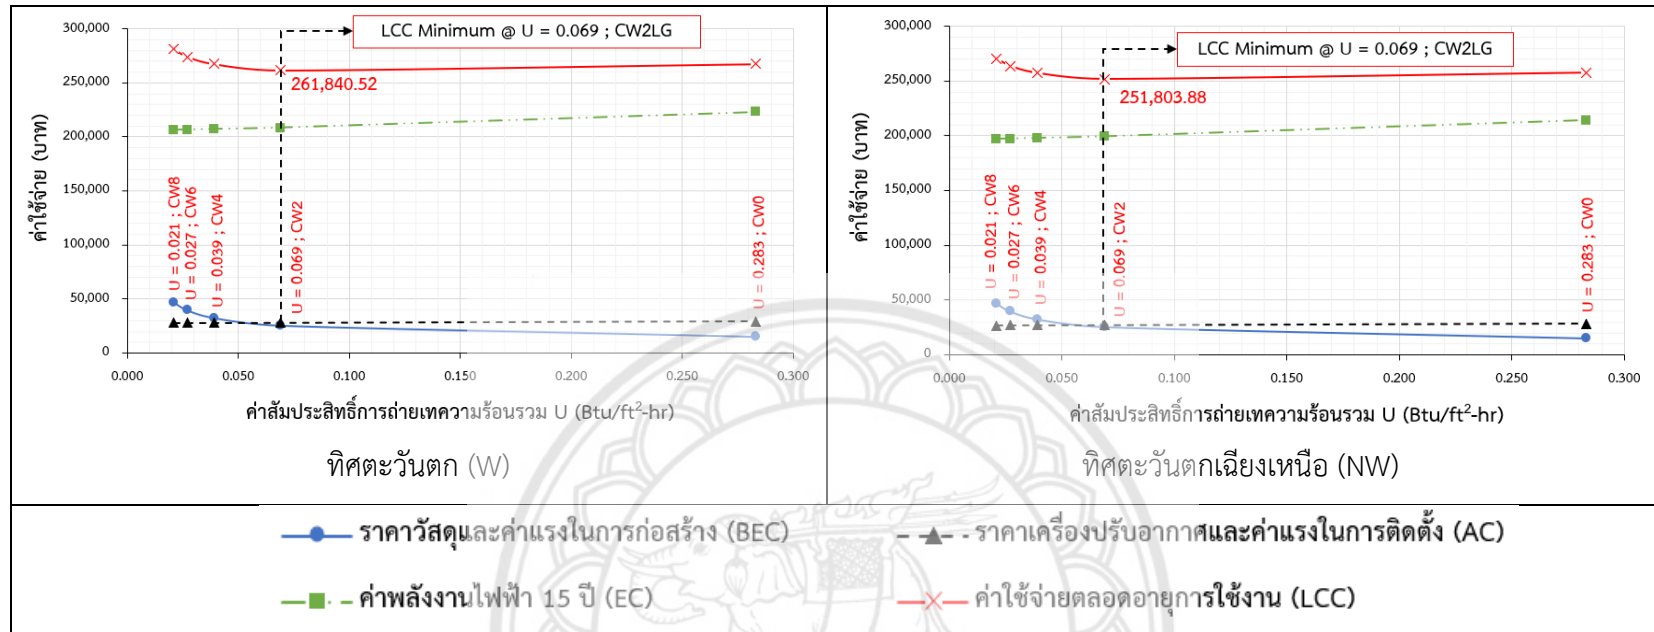 LCC Minimum @ U = 0.069 ; CW2LG
261,840.52
300,000
250,000
200,000
150,000
100,000
50,000
0
ค่าใช้จ่าย (บาท)
U = 0.021 ; CW8
U = 0.027 ; CW6
U = 0.039 ; CW4
U = 0.069 ; CW2
U = 0.283 ; CW0
0.000 0.050 0.100 0.150 0.200 0.250 0.300
ค่าสัมประสิทธิ์การถ่ายเทความร้อนรวม U (Btu/ft²-hr)
ทิศตะวันตก (W)
LCC Minimum @ U = 0.069 ; CW2LG
251,803.88
300,000
250,000
200,000
150,000
100,000
50,000
0
ค่าใช้จ่าย (บาท)
U = 0.021 ; CW8
U = 0.027 ; CW6
U = 0.039 ; CW4
U = 0.069 ; CW2
U = 0.283 ; CW0
0.000 0.050 0.100 0.150 0.200 0.250 0.300
ค่าสัมประสิทธิ์การถ่ายเทความร้อนรวม U (Btu/ft²-hr)
ทิศตะวันตกเฉียงเหนือ (NW)
ราคาวัสดุและค่าแรงในการก่อสร้าง (BEC)
ราคาเครื่องปรับอากาศและค่าแรงในการติดตั้ง (AC)
ค่าพลังงานไฟฟ้า 15 ปี (EC)
ค่าใช้จ่ายตลอดอายุการใช้งาน (LCC)